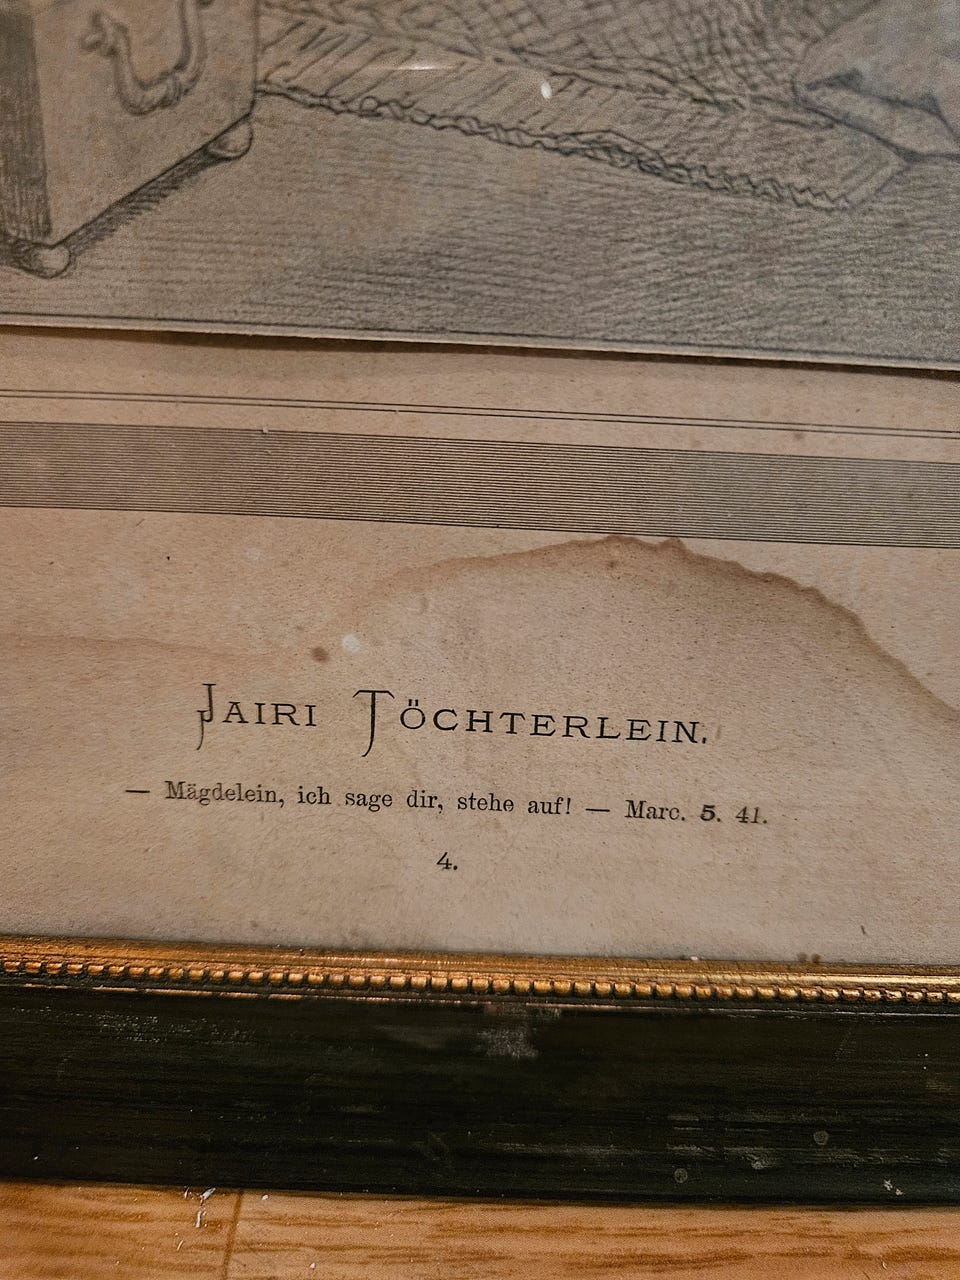 JAIRI TÖCHTERLEIN.
— Mägdelein, ich sage dir, stehe auf! — Marc. 5. 41.
4.